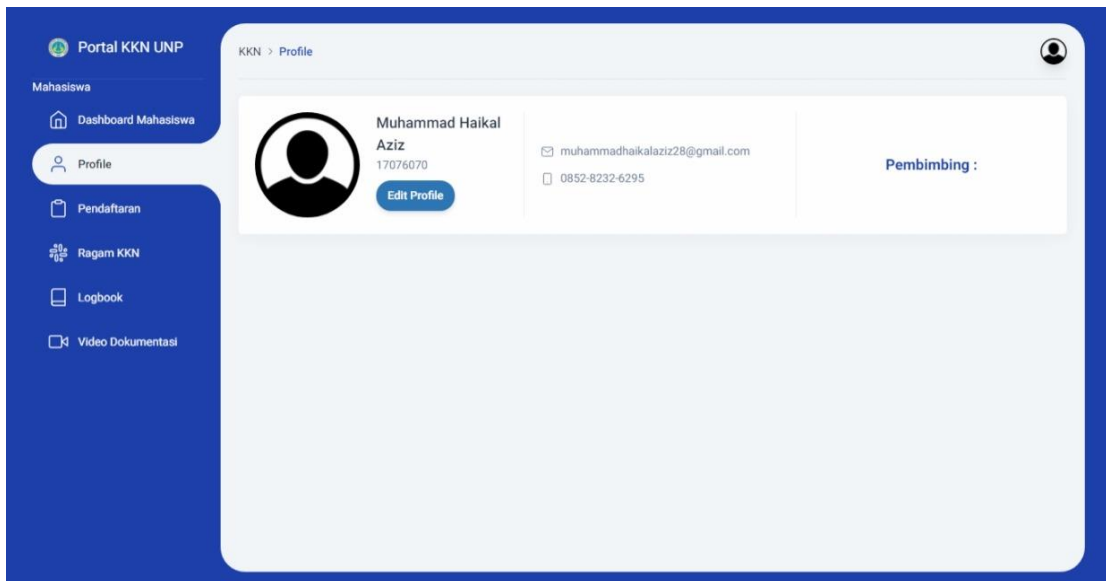 Portal KKN UNP
Mahasiswa
Dashboard Mahasiswa
Profile
Pendaftaran
Ragam KKN
Logbook
Video Dokumentasi
KKN > Profile
Muhammad Haikal
Aziz
17076070
Edit Profile
muhammadhaikalaziz28@gmail.com
0852-8232-6295
Pembimbing :